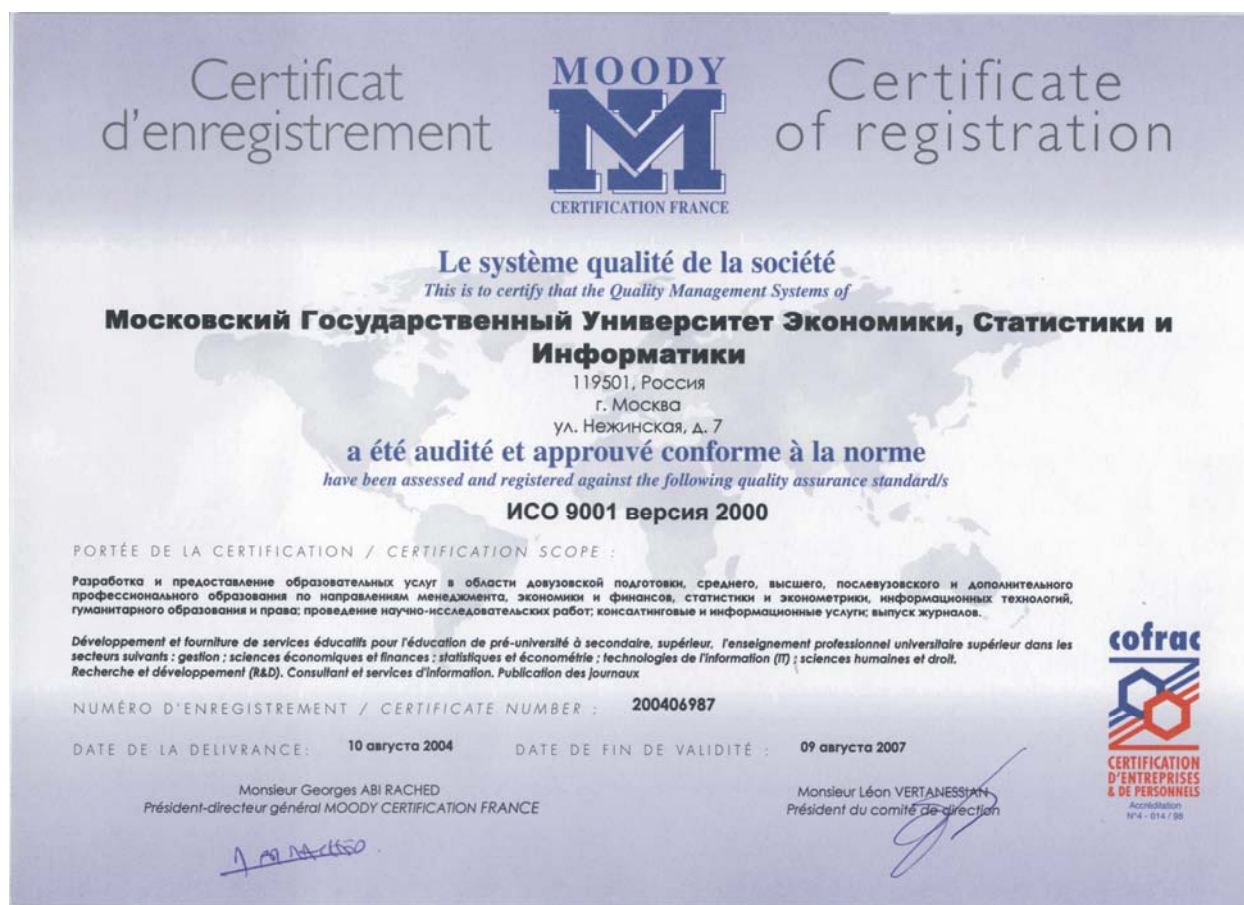 Certificat
d'enregistrement
MOODY
CERTIFICATION FRANCE
Certificate
of registration
Le système qualité de la société
This is to certify that the Quality Management Systems of
Московский Государственный Университет Экономики, Статистики и
Информатики
119501, Россия
г. Москва
ул. Нежинская, д. 7
a été audité et approuvé conforme à la norme
have been assessed and registered against the following quality assurance standard/s
ИСО 9001 версия 2000
PORTÉE DE LA CERTIFICATION / CERTIFICATION SCOPE :
Разработка и предоставление образовательных услуг в области довузовской подготовки, среднего, высшего, послевузовского и дополнительного
профессионального образования по направлениям менеджмента, экономики и финансов, статистики и эконометрики, информационных технологий,
гуманитарного образования и права; проведение научно-исследовательских работ; консалтинговые и информационные услуги; выпуск журналов.
Développement et fourniture de services éducatifs pour l'éducation de pré-université à secondaire, supérieur, l'enseignement professionnel universitaire supérieur dans les
secteurs suivants : gestion ; sciences économiques et finances ; statistiques et économétrie ; technologies de l'information (IT) ; sciences humaines et droit.
Recherche et développement (R&D). Consultant et services d'information. Publication des journaux
NUMÉRO D'ENREGISTREMENT / CERTIFICATE NUMBER : 200406987
DATE DE LA DELIVRANCE: 10 августа 2004 DATE DE FIN DE VALIDITÉ : 09 августа 2007
Monsieur Georges ABI RACHED
Président-directeur général MOODY CERTIFICATION FRANCE
Monsieur Léon VERTANESSIAN
Président du comité de direction
cofrac
CERTIFICATION
D'ENTREPRISES
& DE PERSONNELS
Accréditation
N°4 - 014 / 98